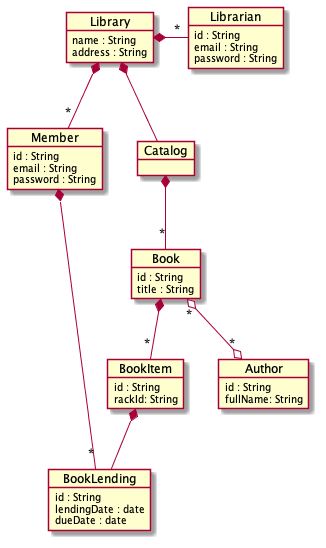 Library
name : String
address : String
*
Librarian
id : String
email : String
password : String
*
Member
id : String
email : String
password : String
Catalog
*
Book
id : String
title : String
*
*
*
BookItem
id : String
rackId: String
Author
id : String
fullName: String
*
BookLending
id : String
lendingDate : date
dueDate : date